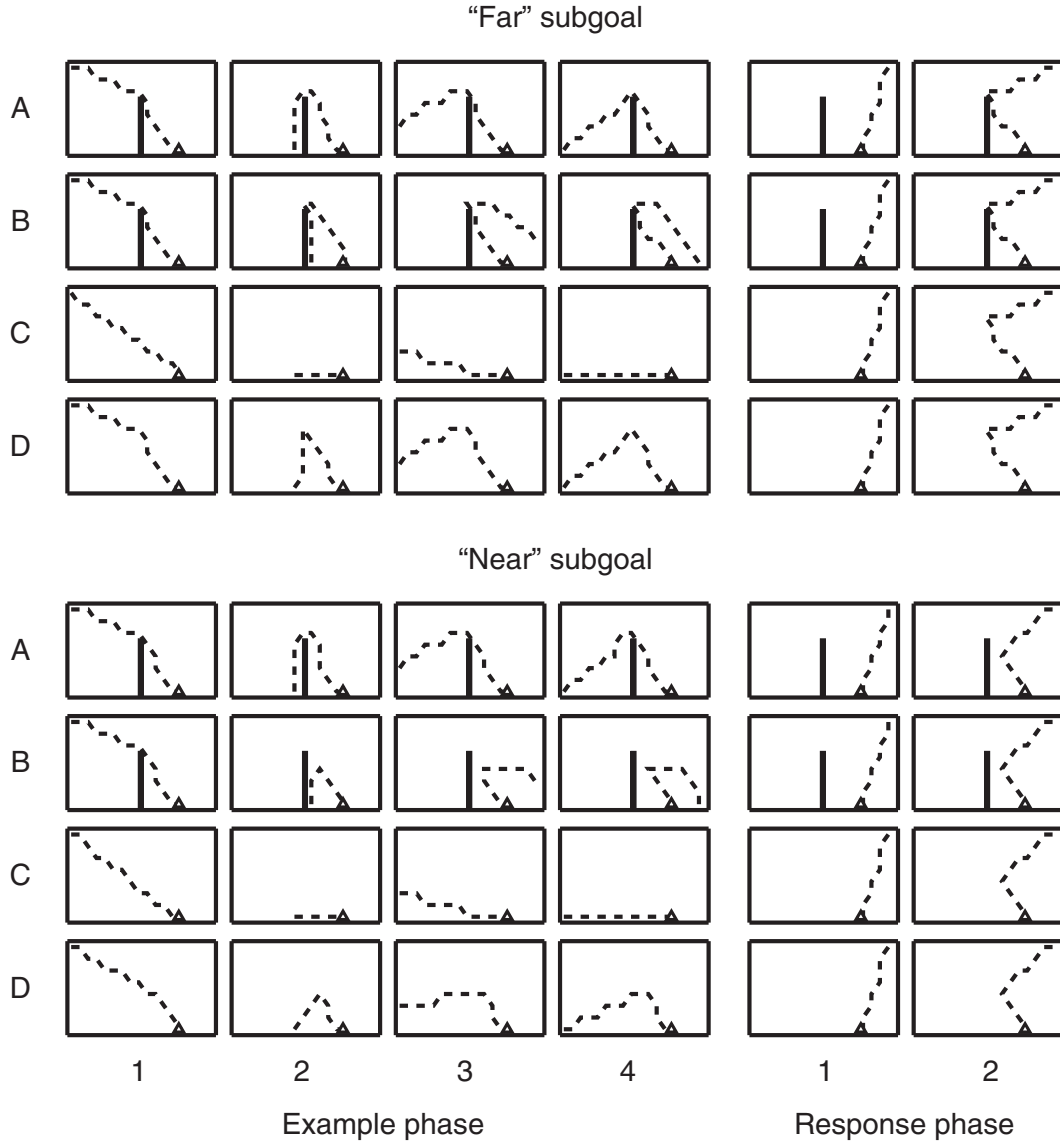 “Far” subgoal
A
B
C
D
“Near” subgoal
A
B
C
D
1 2 3 4 1 2
Example phase Response phase